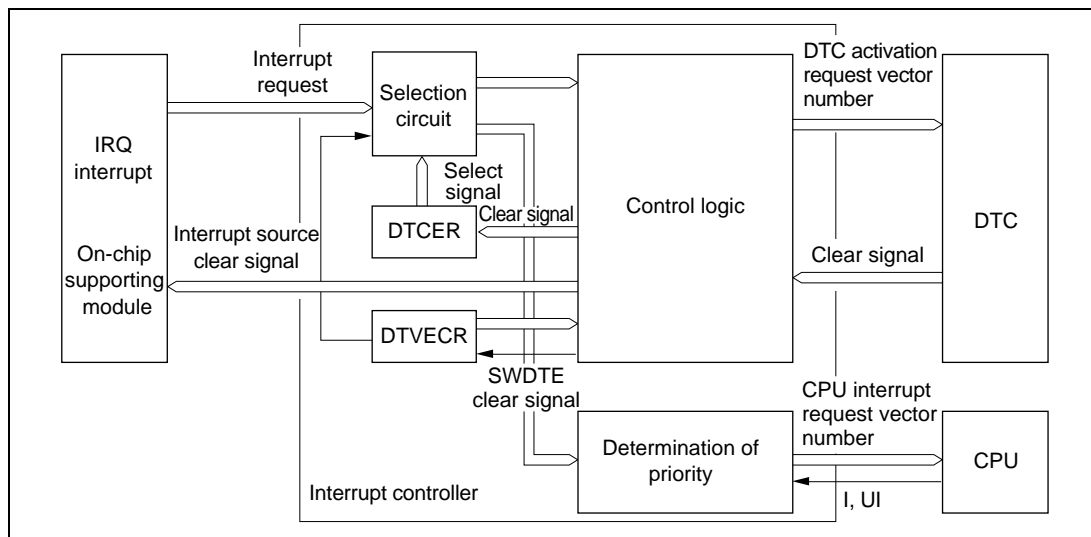 Interrupt
request
DTC activation
request vector
number
Selection
circuit
IRQ
interrupt
Select
signal
Control logic
DTC
DTCER
Clear signal
Interrupt source
clear signal
On-chip
supporting
module
Clear signal
DTVECR
SWDTE
clear signal
CPU interrupt
request vector
number
Determination of
priority
CPU
I, UI
Interrupt controller